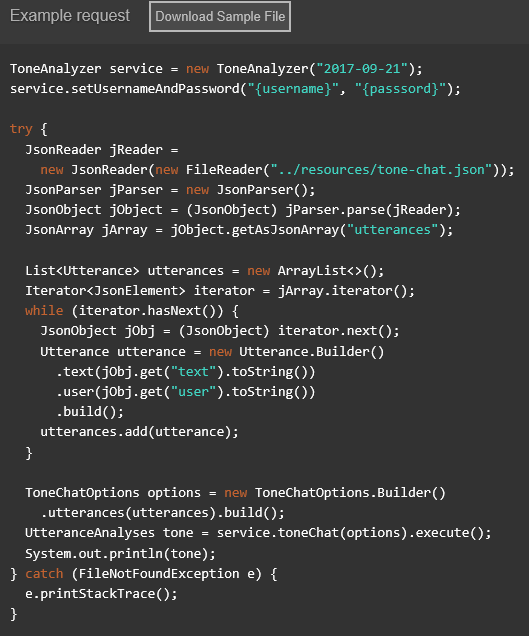 Example request
Download Sample File
ToneAnalyzer service = new ToneAnalyzer("2017-09-21");
service.setUsernameAndPassword("{username}", "{passsord}");

try {
  JsonReader jReader =
    new JsonReader(new FileReader("../resources/tone-chat.json"));
  JsonParser jParser = new JsonParser();
  JsonObject jObject = (JsonObject) jParser.parse(jReader);
  JsonArray jArray = jObject.getAsJsonArray("utterances");

  List<Utterance> utterances = new ArrayList<>();
  Iterator<JsonElement> iterator = jArray.iterator();
  while (iterator.hasNext()) {
    JsonObject jObj = (JsonObject) iterator.next();
    Utterance utterance = new Utterance.Builder()
      .text(jObj.get("text").toString())
      .user(jObj.get("user").toString())
      .build();
    utterances.add(utterance);
  }

  ToneChatOptions options = new ToneChatOptions.Builder()
    .utterances(utterances).build();
  UtteranceAnalyses tone = service.toneChat(options).execute();
  System.out.println(tone);
} catch (FileNotFoundException e) {
  e.printStackTrace();
}